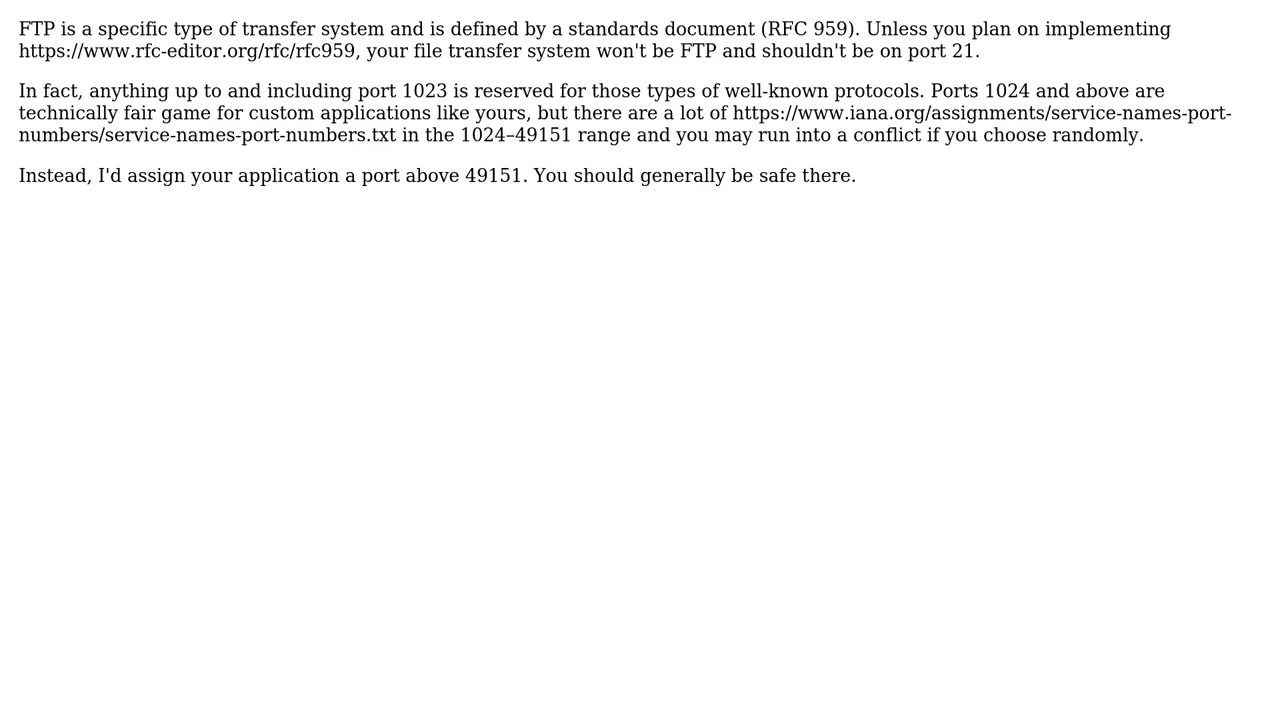 FTP is a specific type of transfer system and is defined by a standards document (RFC 959). Unless you plan on implementing
https://www.rfc-editor.org/rfc/rfc959, your file transfer system won't be FTP and shouldn't be on port 21.
In fact, anything up to and including port 1023 is reserved for those types of well-known protocols. Ports 1024 and above are
technically fair game for custom applications like yours, but there are a lot of https://www.iana.org/assignments/service-names-port-
numbers/service-names-port-numbers.txt in the 1024–49151 range and you may run into a conflict if you choose randomly.
Instead, I'd assign your application a port above 49151. You should generally be safe there.